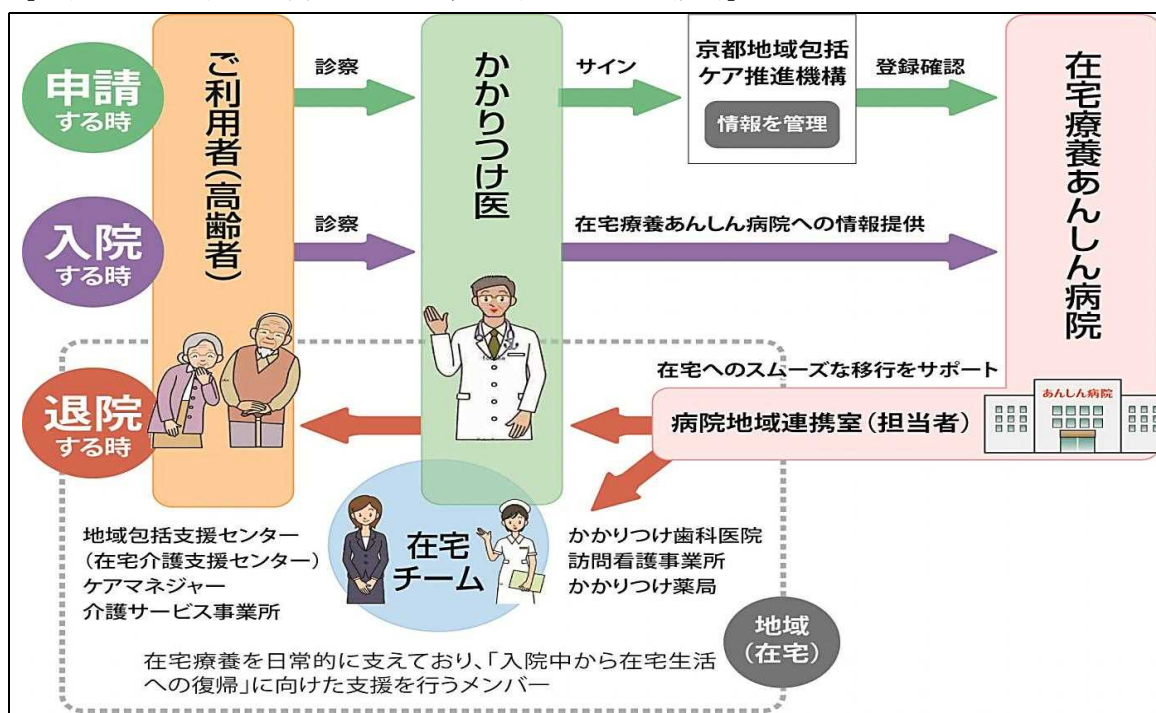 申請
する時
ご利用者(高齢者)
診察
かかりつけ医
サイン
京都地域包括
ケア推進機構
情報を管理
登録確認
在宅療養あんしん病院
入院
する時
診察
在宅療養あんしん病院への情報提供
在宅へのスムーズな移行をサポート
あんしん病院
退院
する時
病院地域連携室(担当者)
地域包括支援センター
(在宅介護支援センター)
ケアマネジャー
介護サービス事業所
在宅
チーム
かかりつけ歯科医院
訪問看護事業所
かかりつけ薬局
地域
(在宅)
在宅療養を日常的に支えており、「入院中から在宅生活
への復帰」に向けた支援を行うメンバー